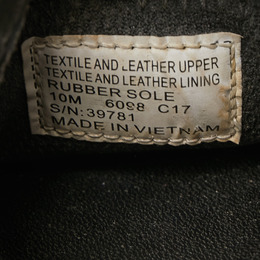 TEXTILE AND LEATHER UPPER
TEXTILE AND LEATHER LINING
RUBBER SOLE
10M 6098 C17
S/N: 39781
MADE IN VIETNAM